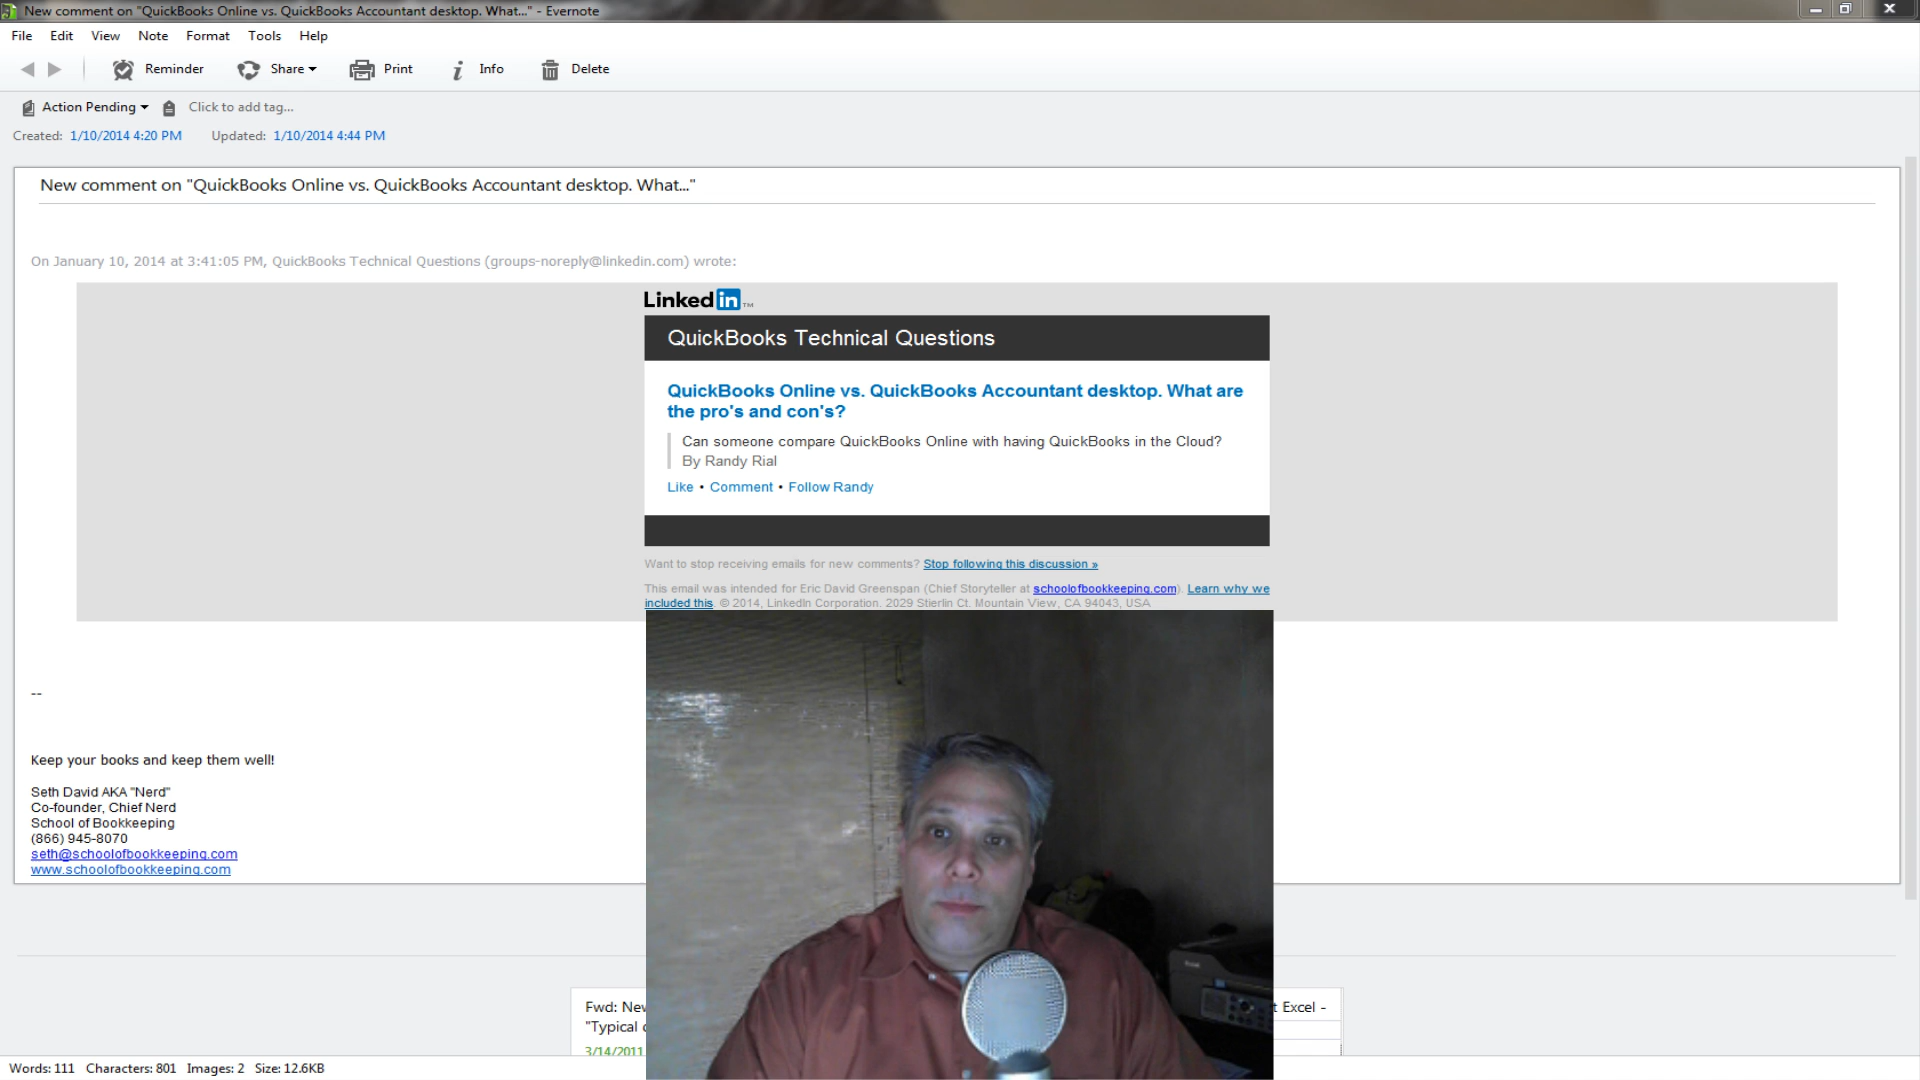 New comment on "QuickBooks Online vs. QuickBooks Accountant desktop. What..." - Evernote
File Edit View Note Format Tools Help
Reminder Share Print Info Delete
Action Pending Click to add tag...
Created: 1/10/2014 4:20 PM Updated: 1/10/2014 4:44 PM
New comment on "QuickBooks Online vs. QuickBooks Accountant desktop. What..."
On January 10, 2014 at 3:41:05 PM, QuickBooks Technical Questions (groups-noreply@linkedin.com) wrote:
Linked in TM
QuickBooks Technical Questions
QuickBooks Online vs. QuickBooks Accountant desktop. What are
the pro's and con's?
Can someone compare QuickBooks Online with having QuickBooks in the Cloud?
By Randy Rial
Like • Comment • Follow Randy
Want to stop receiving emails for new comments? Stop following this discussion »
This email was intended for Eric David Greenspan (Chief Storyteller at schoolofbookkeeping.com). Learn why we
included this. © 2014, LinkedIn Corporation. 2029 Stierlin Ct. Mountain View, CA 94043, USA
--
Keep your books and keep them well!
Seth David AKA "Nerd"
Co-founder, Chief Nerd
School of Bookkeeping
(866) 945-8070
seth@schoolofbookkeeping.com
www.schoolofbookkeeping.com
Fwd: New t Excel -
"Typical
3/14/2011
Words: 111 Characters: 801 Images: 2 Size: 12.6KB